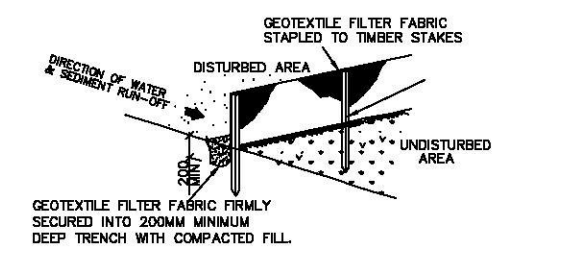 GEOTEXTILE FILTER FABRIC
STAPLED TO TIMBER STAKES
DIRECTION OF WATER
& SEDIMENT RUN-OFF
DISTURBED AREA
UNDISTURBED
AREA
200
MIN
GEOTEXTILE FILTER FABRIC FIRMLY
SECURED INTO 200MM MINIMUM
DEEP TRENCH WITH COMPACTED FILL.